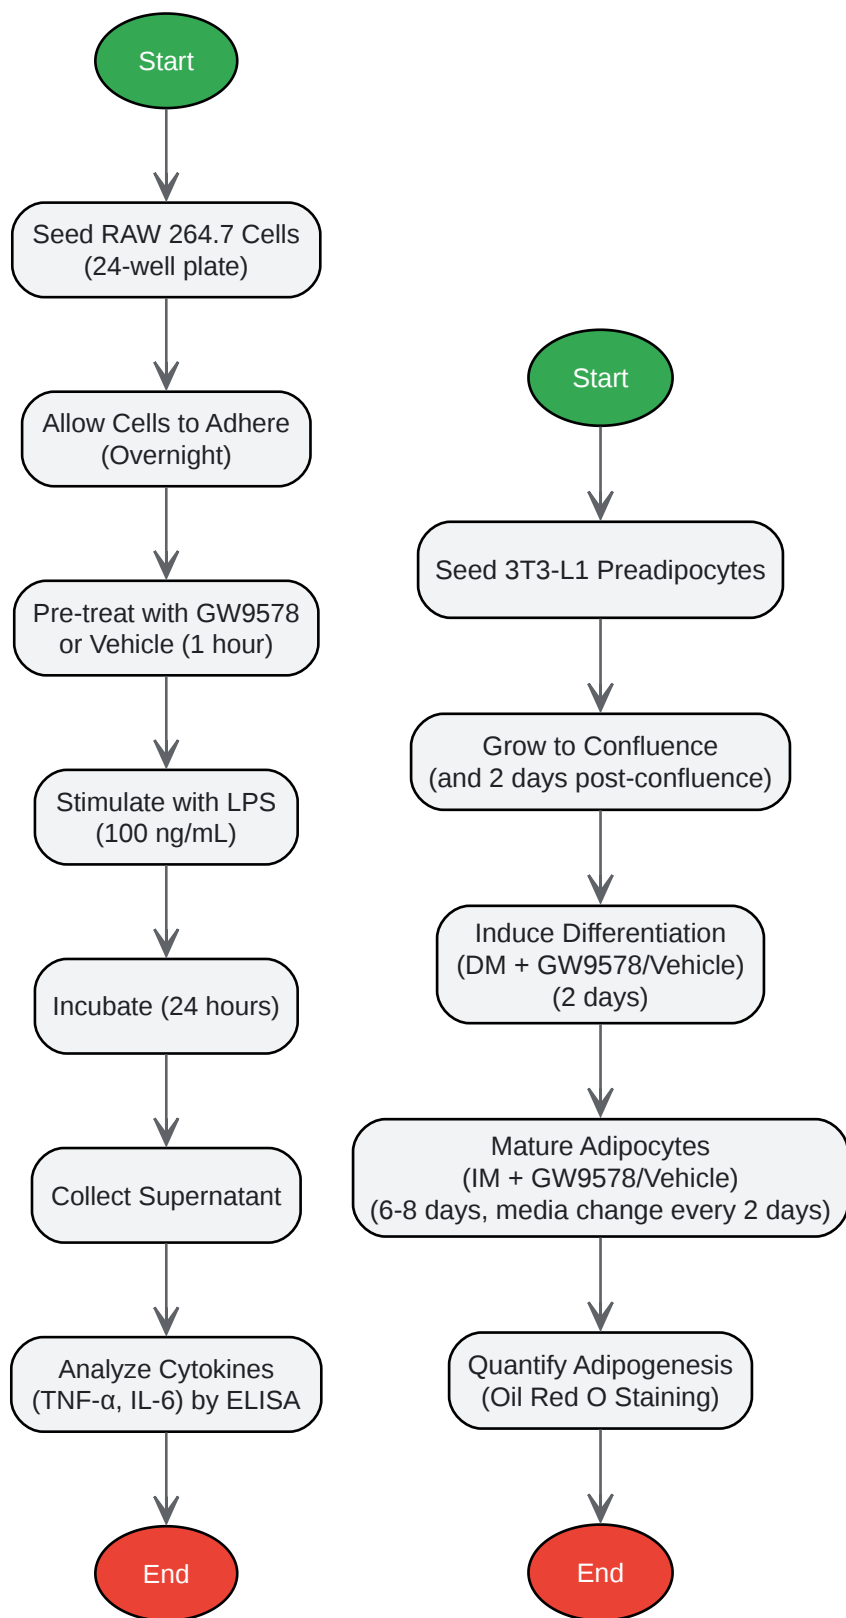 Start
Seed RAW 264.7 Cells
(24-well plate)
Allow Cells to Adhere
(Overnight)
Pre-treat with GW9578
or Vehicle (1 hour)
Stimulate with LPS
(100 ng/mL)
Incubate (24 hours)
Collect Supernatant
Analyze Cytokines
(TNF-α, IL-6) by ELISA
End
Start
Seed 3T3-L1 Preadipocytes
Grow to Confluence
(and 2 days post-confluence)
Induce Differentiation
(DM + GW9578/Vehicle)
(2 days)
Mature Adipocytes
(IM + GW9578/Vehicle)
(6-8 days, media change every 2 days)
Quantify Adipogenesis
(Oil Red O Staining)
End